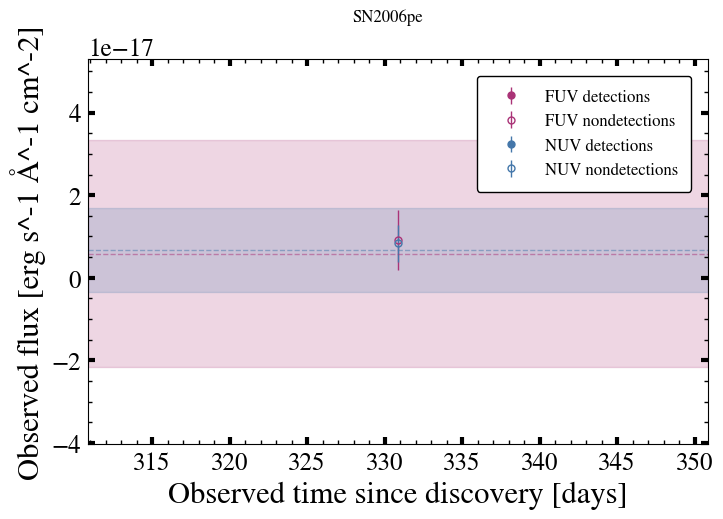 SN2006pe
1e−17
Observed flux [erg s^-1 Å^-1 cm^-2]
4
2
0
−2
−4
FUV detections
FUV nondetections
NUV detections
NUV nondetections
315 320 325 330 335 340 345 350
Observed time since discovery [days]